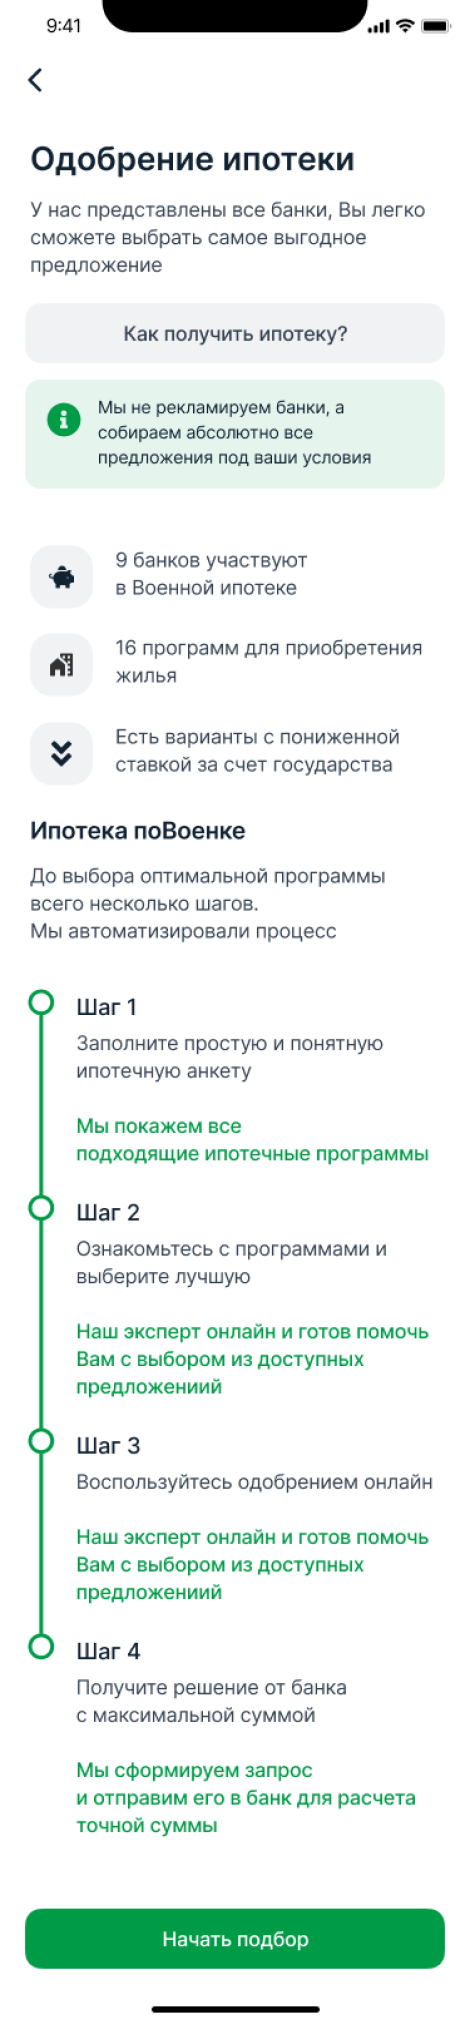 9:41
Одобрение ипотеки
У нас представлены все банки, Вы легко
сможете выбрать самое выгодное
предложение
Как получить ипотеку?
Мы не рекламируем банки, а
собираем абсолютно все
предложения под ваши условия
9 банков участвуют
в Военной ипотеке
16 программ для приобретения
жилья
Есть варианты с пониженной
ставкой за счет государства
Ипотека поВоенке
До выбора оптимальной программы
всего несколько шагов.
Мы автоматизировали процесс
Шаг 1
Заполните простую и понятную
ипотечную анкету
Мы покажем все
подходящие ипотечные программы
Шаг 2
Ознакомьтесь с программами и
выберите лучшую
Наш эксперт онлайн и готов помочь
Вам с выбором из доступных
предложениий
Шаг 3
Воспользуйтесь одобрением онлайн
Наш эксперт онлайн и готов помочь
Вам с выбором из доступных
предложениий
Шаг 4
Получите решение от банка
с максимальной суммой
Мы сформируем запрос
и отправим его в банк для расчета
точной суммы
Начать подбор